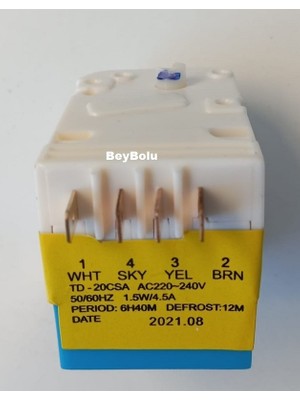 BeyBolu
1 4 3 2
WHT SKY YEL BRN
TD-20CSA AC220~240V
50/60HZ 1.5W/4.5A
PERIOD: 6H40M DEFROST:12M
DATE 2021.08